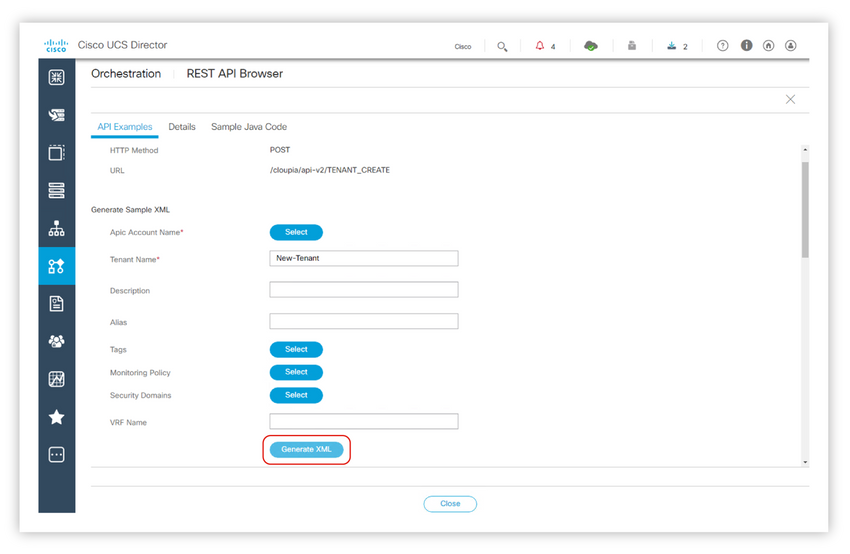 cisco Cisco UCS Director Cisco 4 2
Orchestration REST API Browser
API Examples Details Sample Java Code
HTTP Method POST
URL /cloupia/api-v2/TENANT_CREATE
Generate Sample XML
Apic Account Name* Select
Tenant Name* New-Tenant
Description
Alias
Tags Select
Monitoring Policy Select
Security Domains Select
VRF Name
Generate XML
Close